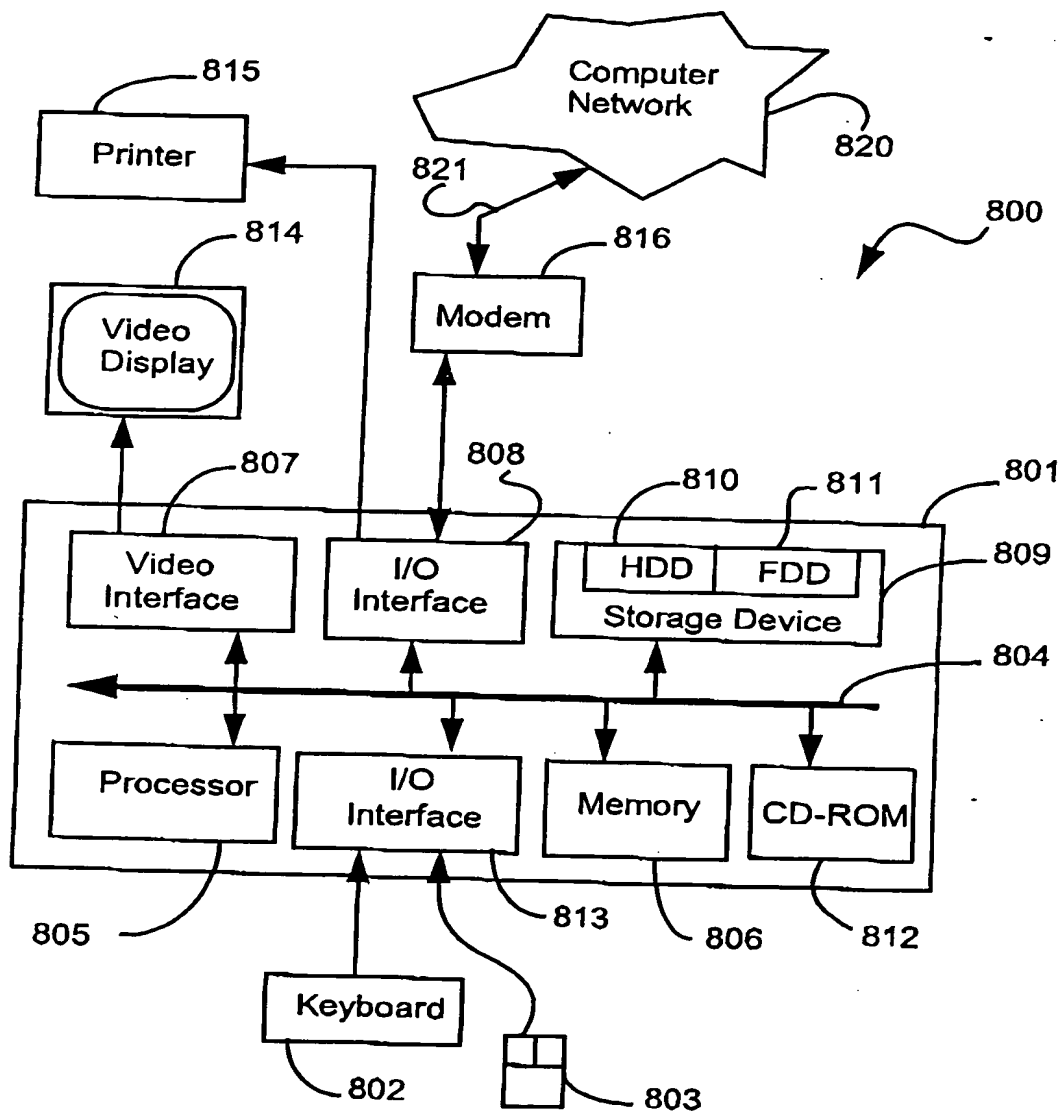 815
Printer
Computer
Network
820
821
800
814
816
Video
Display
Modem
807
808
810
811
801
Video
Interface
I/O
Interface
HDD
FDD
809
Storage Device
804
Processor
I/O
Interface
Memory
CD-ROM
805
813
806
812
Keyboard
802
803